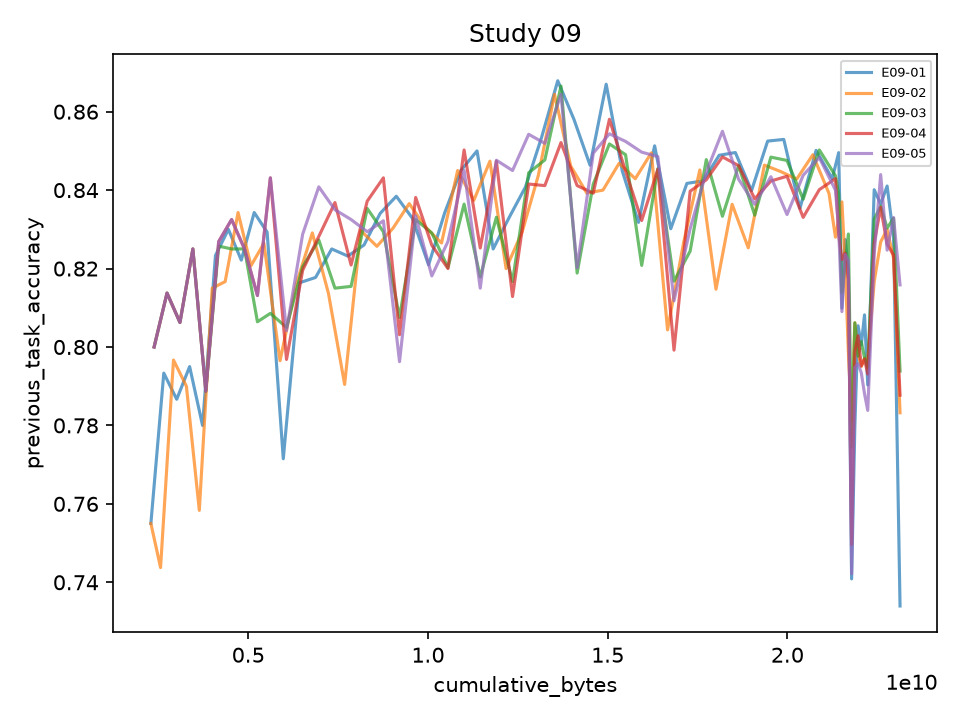 Study 09
previous_task_accuracy
0.86
0.84
0.82
0.80
0.78
0.76
0.74
E09-01
E09-02
E09-03
E09-04
E09-05
0.5
1.0
1.5
2.0
cumulative_bytes
1e10